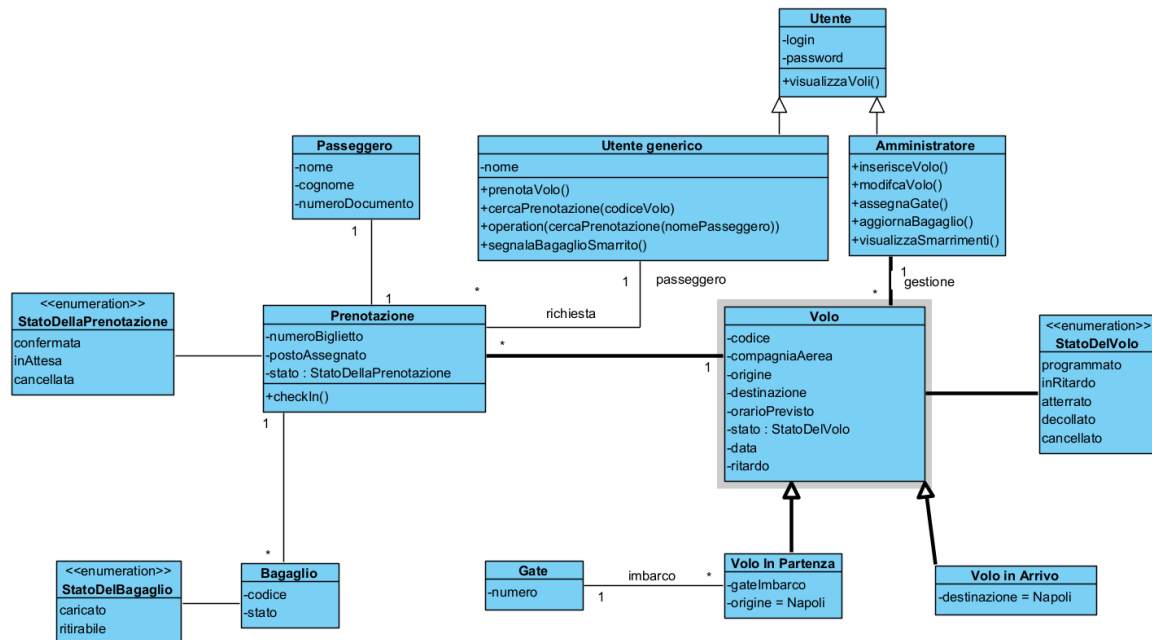 Utente
-login
-password
+visualizzaVoli()
Passeggero
-nome
-cognome
-numeroDocumento
1
Utente generico
-nome
+prenotaVolo()
+cercaPrenotazione(codiceVolo)
+operation(cercaPrenotazione(nomePasseggero))
+segnalaBagaglioSmarrito()
1
passeggero
Amministratore
+inserisceVolo()
+modifcaVolo()
+assegnaGate()
+aggiornaBagaglio()
+visualizzaSmarrimenti()
1
gestione
*
<<enumeration>>
StatoDellaPrenotazione
confermata
inAttesa
cancellata
1
*
richiesta
Prenotazione
-numeroBiglietto
-postoAssegnato
-stato : StatoDellaPrenotazione
+checkIn()
1
*
1
Volo
-codice
-compagniaAerea
-origine
-destinazione
-orarioPrevisto
-stato : StatoDelVolo
-data
-ritardo
<<enumeration>>
StatoDelVolo
programmato
inRitardo
atterrato
decollato
cancellato
<<enumeration>>
StatoDelBagaglio
caricato
ritirabile
*
Bagaglio
-codice
-stato
Gate
-numero
imbarco
1
*
Volo In Partenza
-gateImbarco
-origine = Napoli
Volo in Arrivo
-destinazione = Napoli